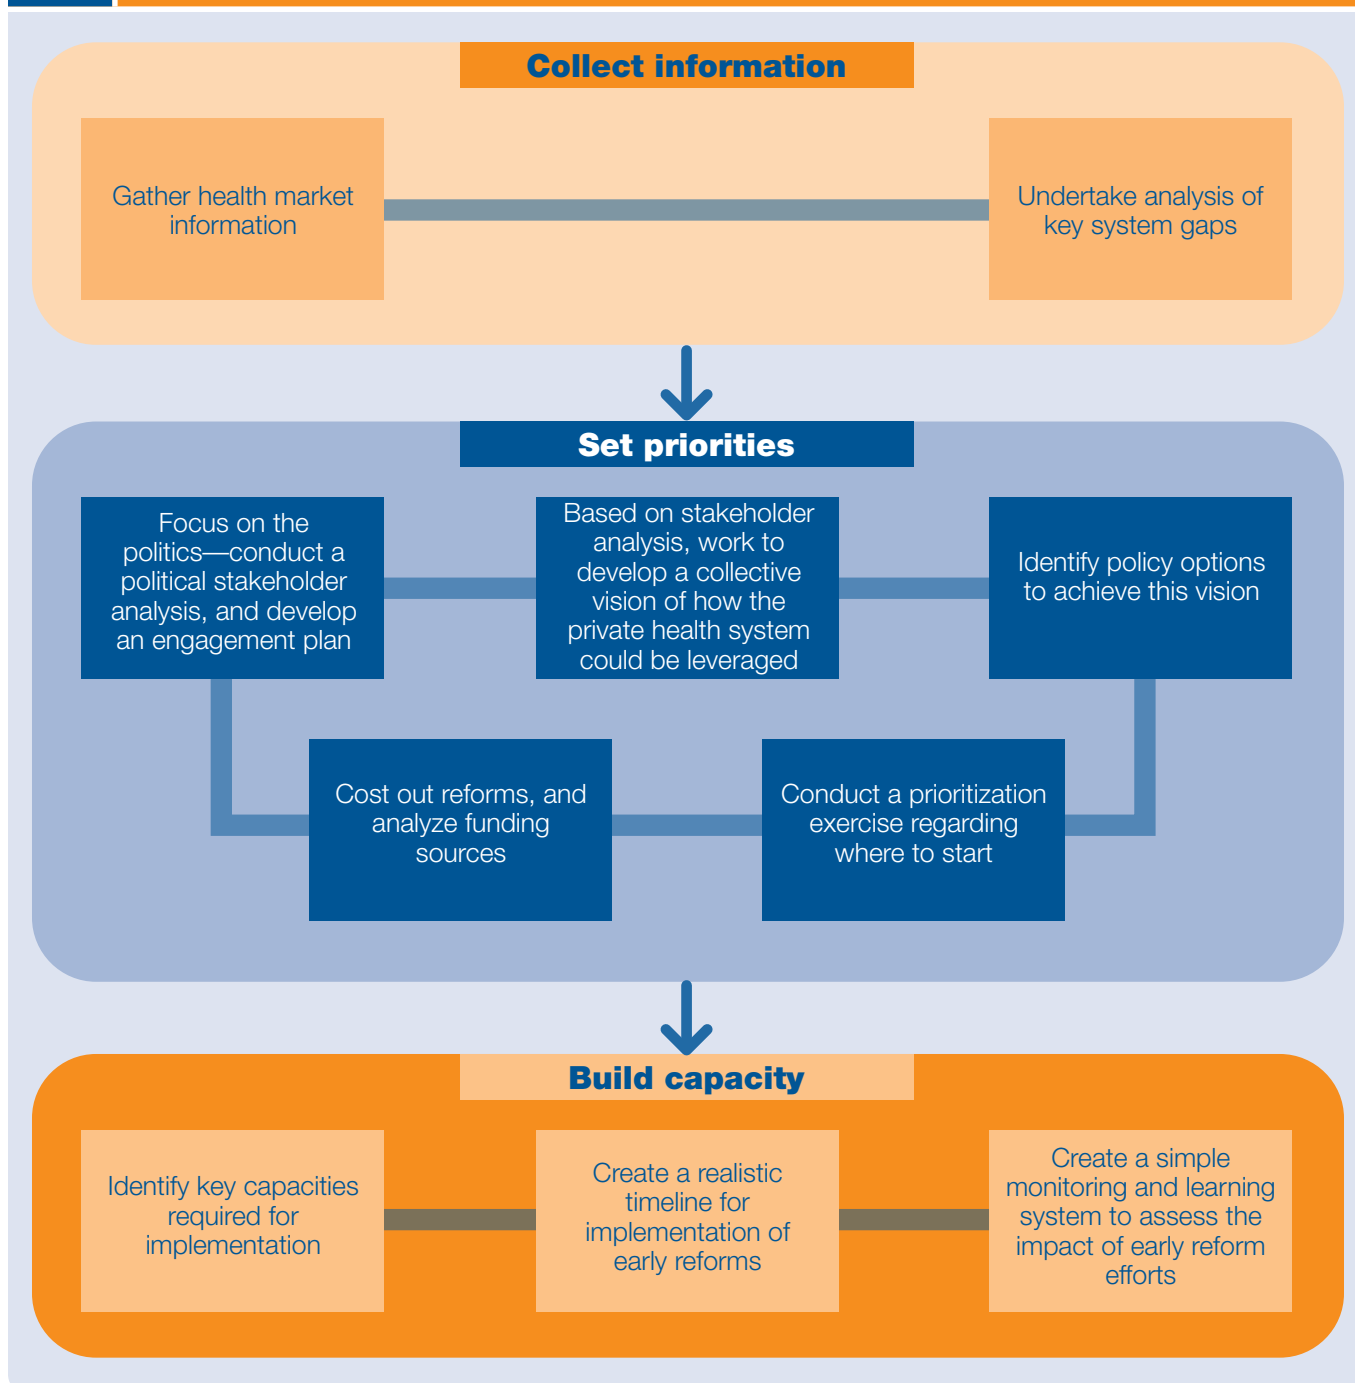 Collect information
Gather health market
information
Undertake analysis of
key system gaps
Set priorities
Focus on the
politics—conduct a
political stakeholder
analysis, and develop
an engagement plan
Based on stakeholder
analysis, work to
develop a collective
vision of how the
private health system
could be leveraged
Identify policy options
to achieve this vision
Cost out reforms, and
analyze funding
sources
Conduct a prioritization
exercise regarding
where to start
Build capacity
Identify key capacities
required for
implementation
Create a realistic
timeline for
implementation of
early reforms
Create a simple
monitoring and learning
system to assess the
impact of early reform
efforts